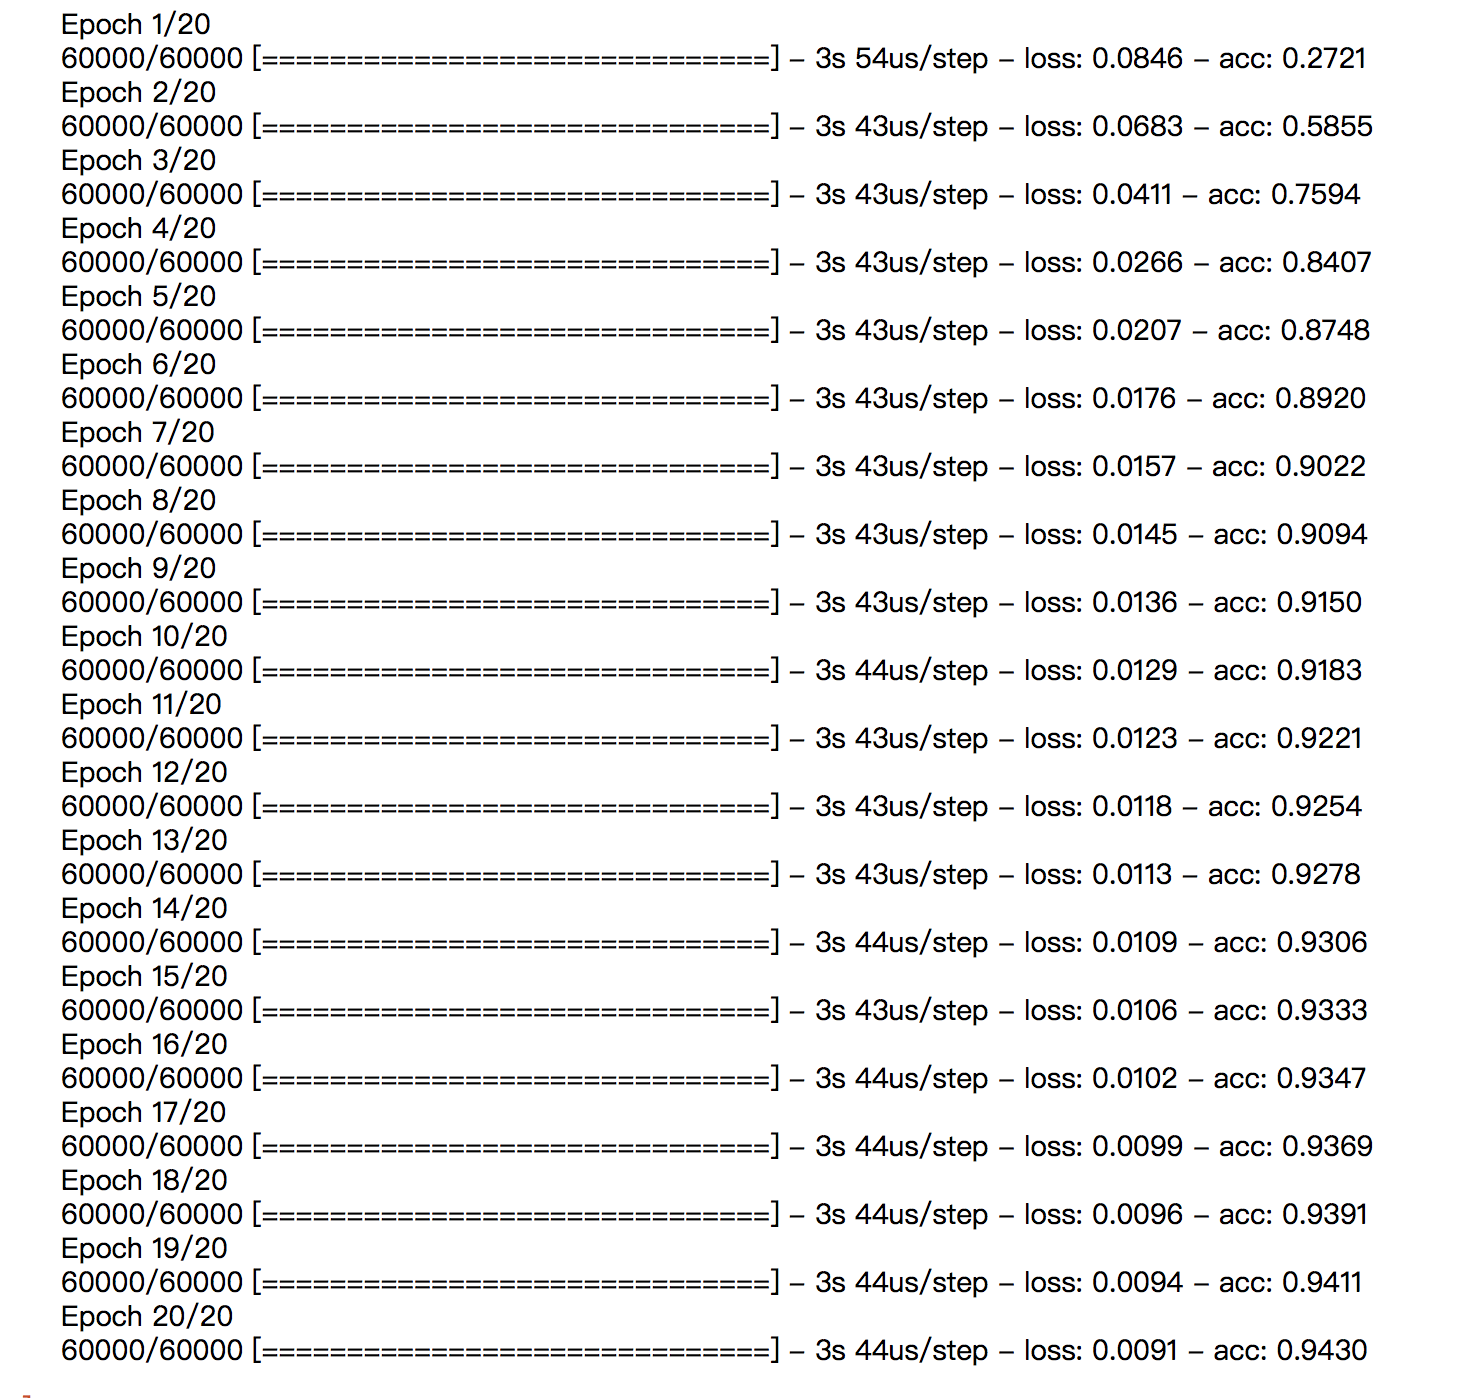 Epoch 1/20
60000/60000 [==============================] – 3s 54us/step – loss: 0.0846 – acc: 0.2721
Epoch 2/20
60000/60000 [==============================] – 3s 43us/step – loss: 0.0683 – acc: 0.5855
Epoch 3/20
60000/60000 [==============================] – 3s 43us/step – loss: 0.0411 – acc: 0.7594
Epoch 4/20
60000/60000 [==============================] – 3s 43us/step – loss: 0.0266 – acc: 0.8407
Epoch 5/20
60000/60000 [==============================] – 3s 43us/step – loss: 0.0207 – acc: 0.8748
Epoch 6/20
60000/60000 [==============================] – 3s 43us/step – loss: 0.0176 – acc: 0.8920
Epoch 7/20
60000/60000 [==============================] – 3s 43us/step – loss: 0.0157 – acc: 0.9022
Epoch 8/20
60000/60000 [==============================] – 3s 43us/step – loss: 0.0145 – acc: 0.9094
Epoch 9/20
60000/60000 [==============================] – 3s 43us/step – loss: 0.0136 – acc: 0.9150
Epoch 10/20
60000/60000 [==============================] – 3s 44us/step – loss: 0.0129 – acc: 0.9183
Epoch 11/20
60000/60000 [==============================] – 3s 43us/step – loss: 0.0123 – acc: 0.9221
Epoch 12/20
60000/60000 [==============================] – 3s 43us/step – loss: 0.0118 – acc: 0.9254
Epoch 13/20
60000/60000 [==============================] – 3s 43us/step – loss: 0.0113 – acc: 0.9278
Epoch 14/20
60000/60000 [==============================] – 3s 44us/step – loss: 0.0109 – acc: 0.9306
Epoch 15/20
60000/60000 [==============================] – 3s 43us/step – loss: 0.0106 – acc: 0.9333
Epoch 16/20
60000/60000 [==============================] – 3s 44us/step – loss: 0.0102 – acc: 0.9347
Epoch 17/20
60000/60000 [==============================] – 3s 44us/step – loss: 0.0099 – acc: 0.9369
Epoch 18/20
60000/60000 [==============================] – 3s 44us/step – loss: 0.0096 – acc: 0.9391
Epoch 19/20
60000/60000 [==============================] – 3s 44us/step – loss: 0.0094 – acc: 0.9411
Epoch 20/20
60000/60000 [==============================] – 3s 44us/step – loss: 0.0091 – acc: 0.9430